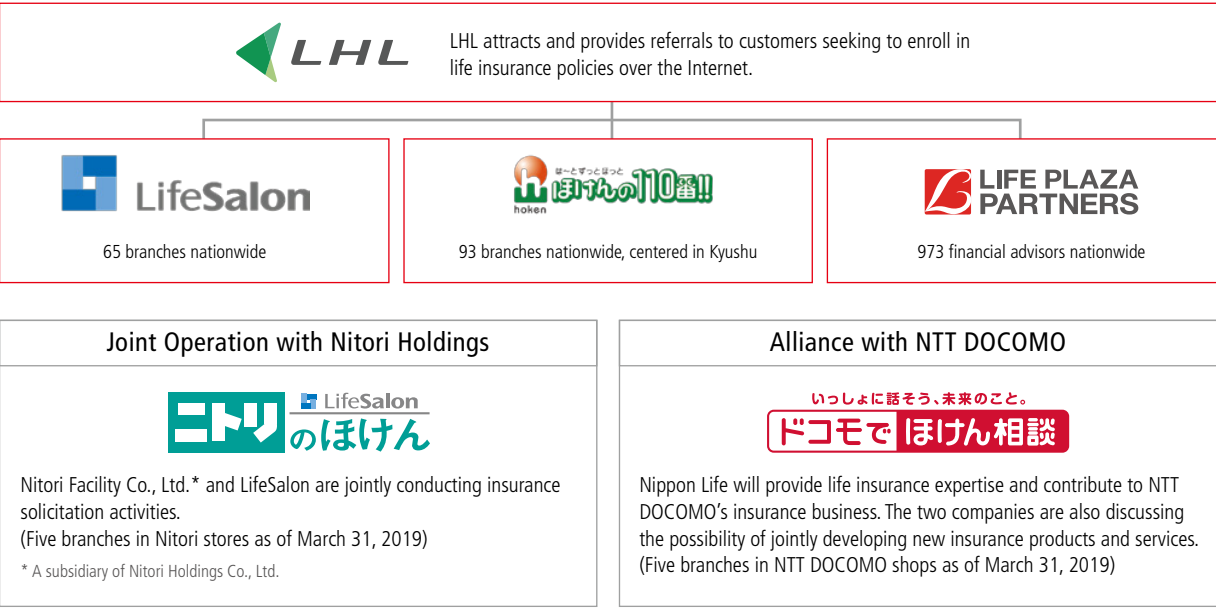 LHL
LHL attracts and provides referrals to customers seeking to enroll in
life insurance policies over the Internet.
LifeSalon
65 branches nationwide
は〜とずっとほっと
h ほけんの110番!!
hoken
93 branches nationwide, centered in Kyushu
LIFE PLAZA
PARTNERS
973 financial advisors nationwide
Joint Operation with Nitori Holdings
ニトリ
LifeSalon
のほけん
Nitori Facility Co., Ltd.* and LifeSalon are jointly conducting insurance
solicitation activities.
(Five branches in Nitori stores as of March 31, 2019)
* A subsidiary of Nitori Holdings Co., Ltd.
Alliance with NTT DOCOMO
いっしょに話そう、未来のこと。
ドコモで ほけん相談
Nippon Life will provide life insurance expertise and contribute to NTT
DOCOMO’s insurance business. The two companies are also discussing
the possibility of jointly developing new insurance products and services.
(Five branches in NTT DOCOMO shops as of March 31, 2019)